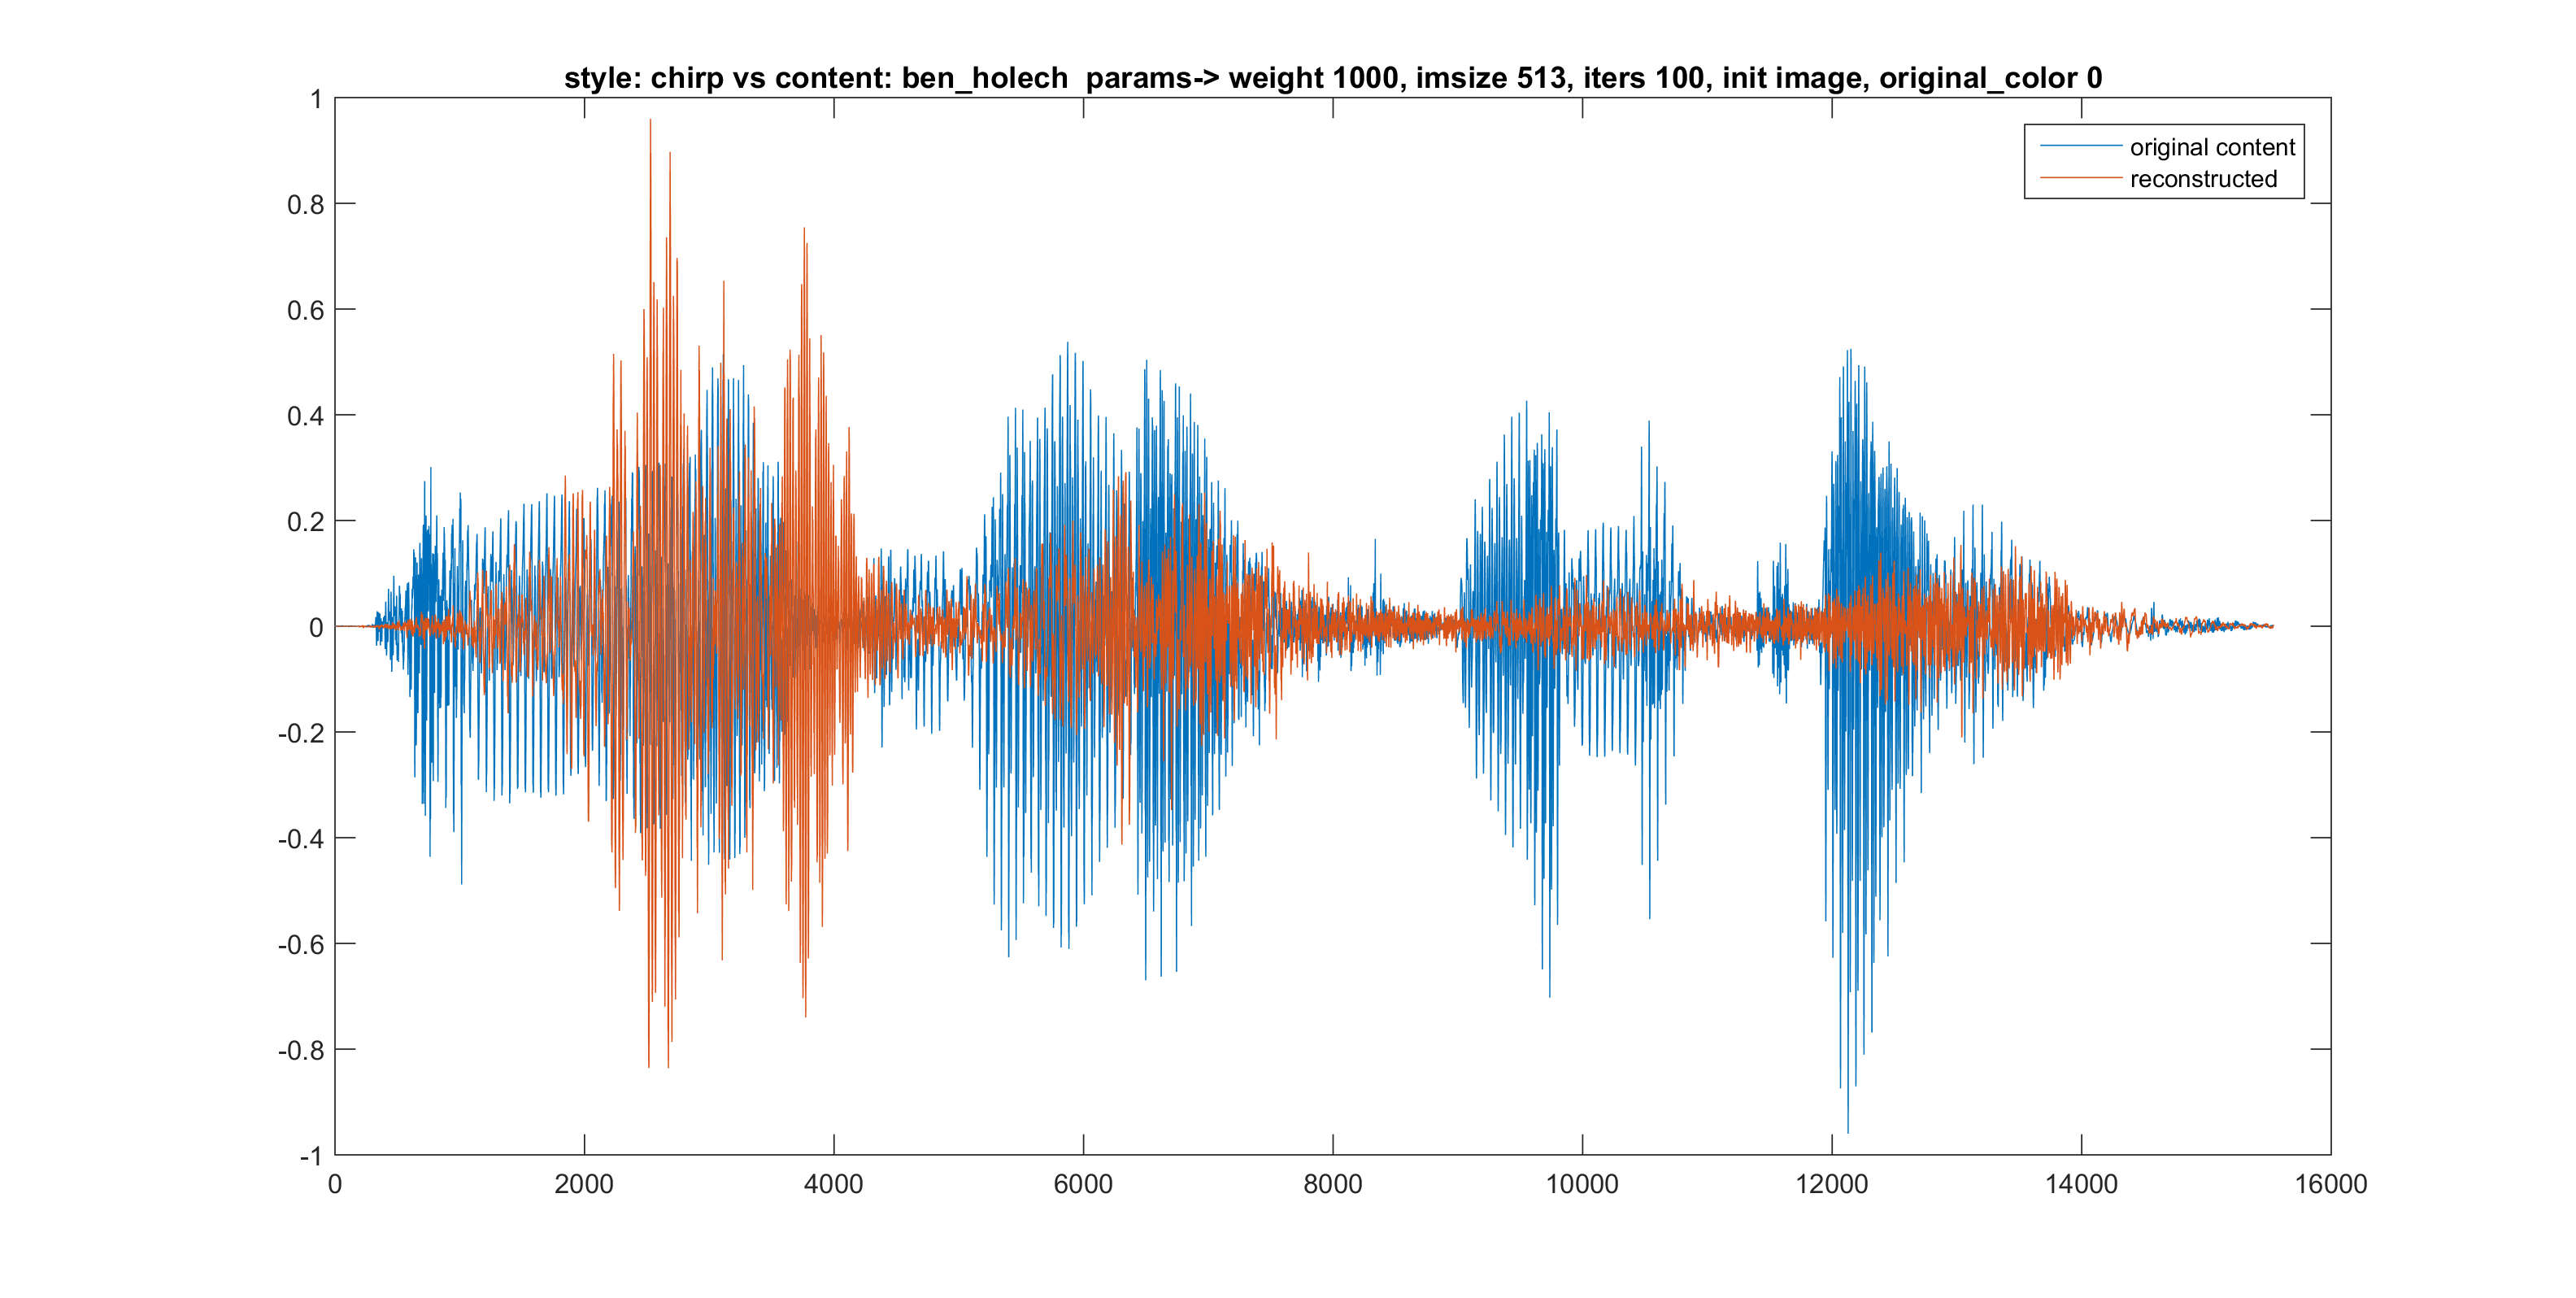 style: chirp vs content: ben_holech  params-> weight 1000, imsize 513, iters 100, init image, original_color 0
original content
reconstructed
1
0.8
0.6
0.4
0.2
0
-0.2
-0.4
-0.6
-0.8
-1
0 2000 4000 6000 8000 10000 12000 14000 16000